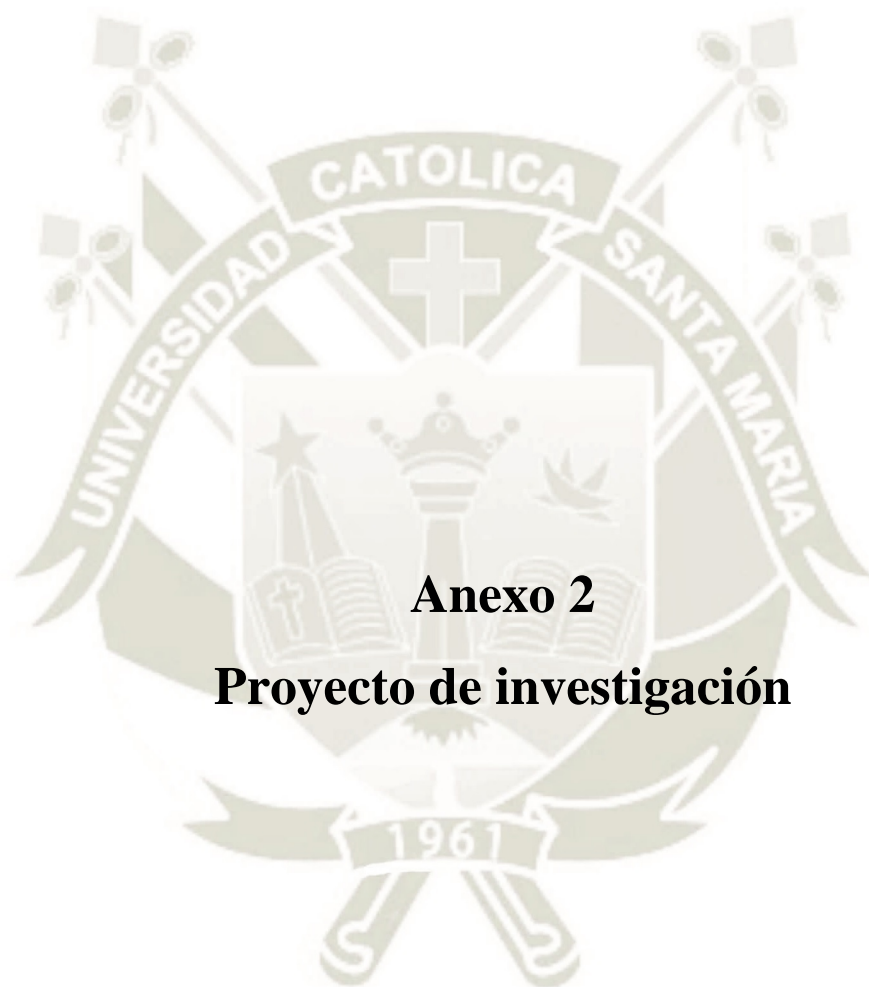 CATOLICA
UNIVERSIDAD
SANTA MARIA
Anexo 2
Proyecto de investigación
1961